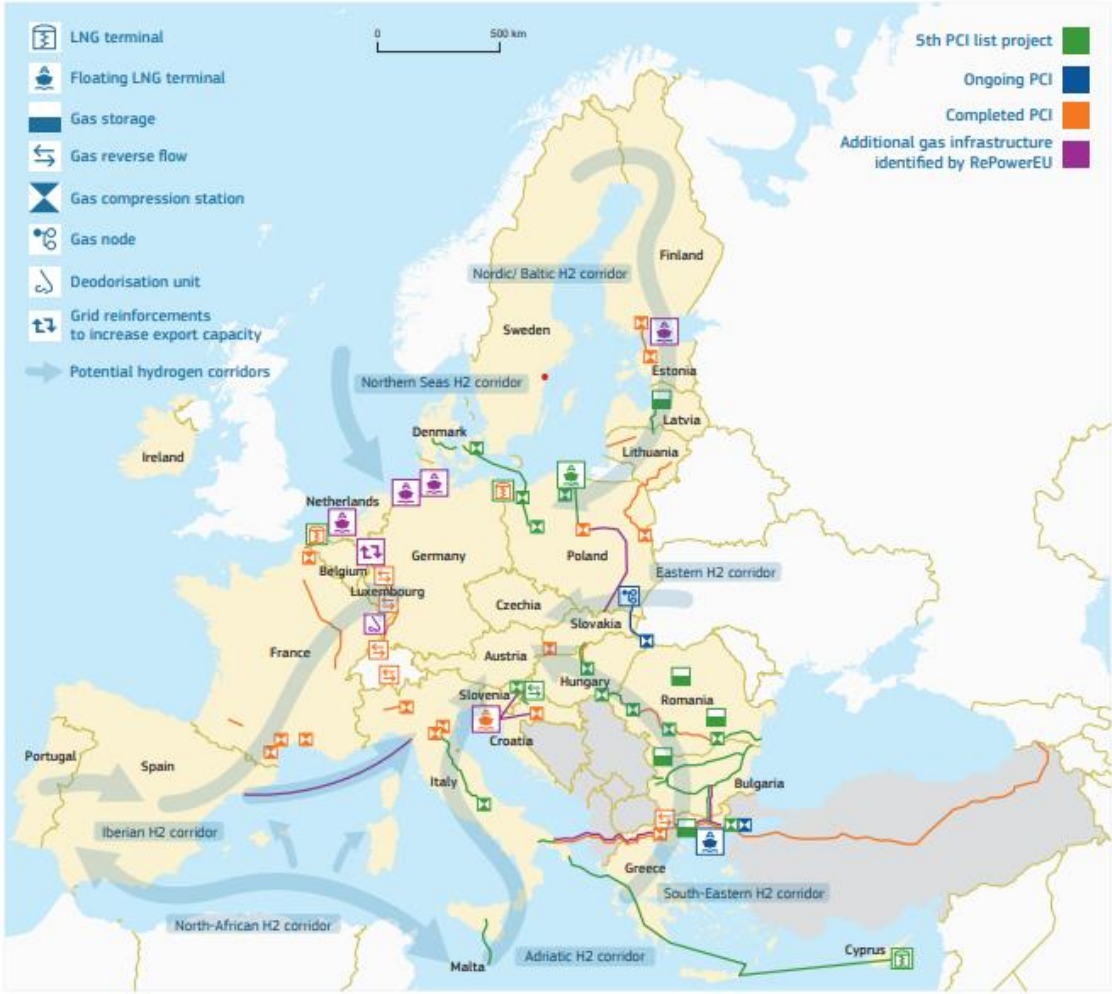 LNG terminal
Floating LNG terminal
Gas storage
Gas reverse flow
Gas compression station
Gas node
Deodorisation unit
Grid reinforcements
to increase export capacity
Potential hydrogen corridors
0
500 km
5th PCI list project
Ongoing PCI
Completed PCI
Additional gas infrastructure
identified by RePowerEU
Finland
Nordic/ Baltic H2 corridor
Sweden
Estonia
Northern Seas H2 corridor
Latvia
Denmark
Lithuania
Ireland
Netherlands
Germany
Poland
Belgium
Eastern H2 corridor
Luxembourg
Czechia
Slovakia
France
Austria
Hungary
Slovenia
Romania
Croatia
Portugal
Spain
Italy
Bulgaria
Iberian H2 corridor
Greece
South-Eastern H2 corridor
North-African H2 corridor
Adriatic H2 corridor
Cyprus
Malta